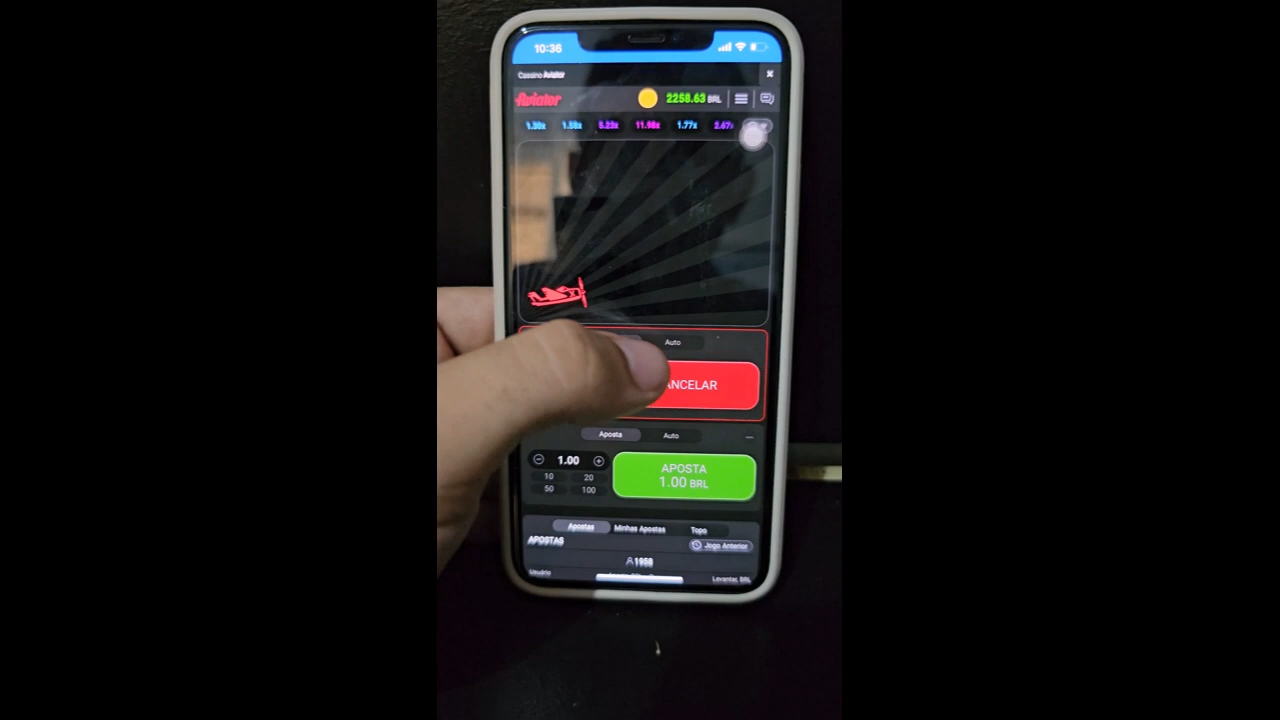 10:36
Cassino Aviator
Aviator 2258.63 BRL
1.30x 1.58x 5.23x 11.98x 1.77x 2.67x
Auto
ANCELAR
Aposta Auto
1.00
10 20
50 100
APOSTA
1.00 BRL
Apostas Minhas Apostas Topo
APOSTAS
Jogo Anterior
1958
Usuário
Levantar, BRL